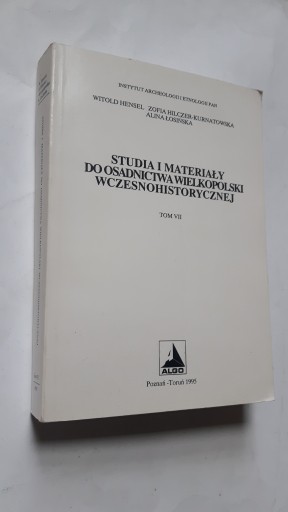 INSTYTUT ARCHEOLOGII I ETNOLOGII PAN
WITOLD HENSEL ZOFIA HILCZER-KURNATOWSKA
ALINA ŁOSIŃSKA
STUDIA I MATERIAŁY
DO OSADNICTWA WIELKOPOLSKI
WCZESNOHISTORYCZNEJ
TOM VII
ALGO
Poznań -Toruń 1995